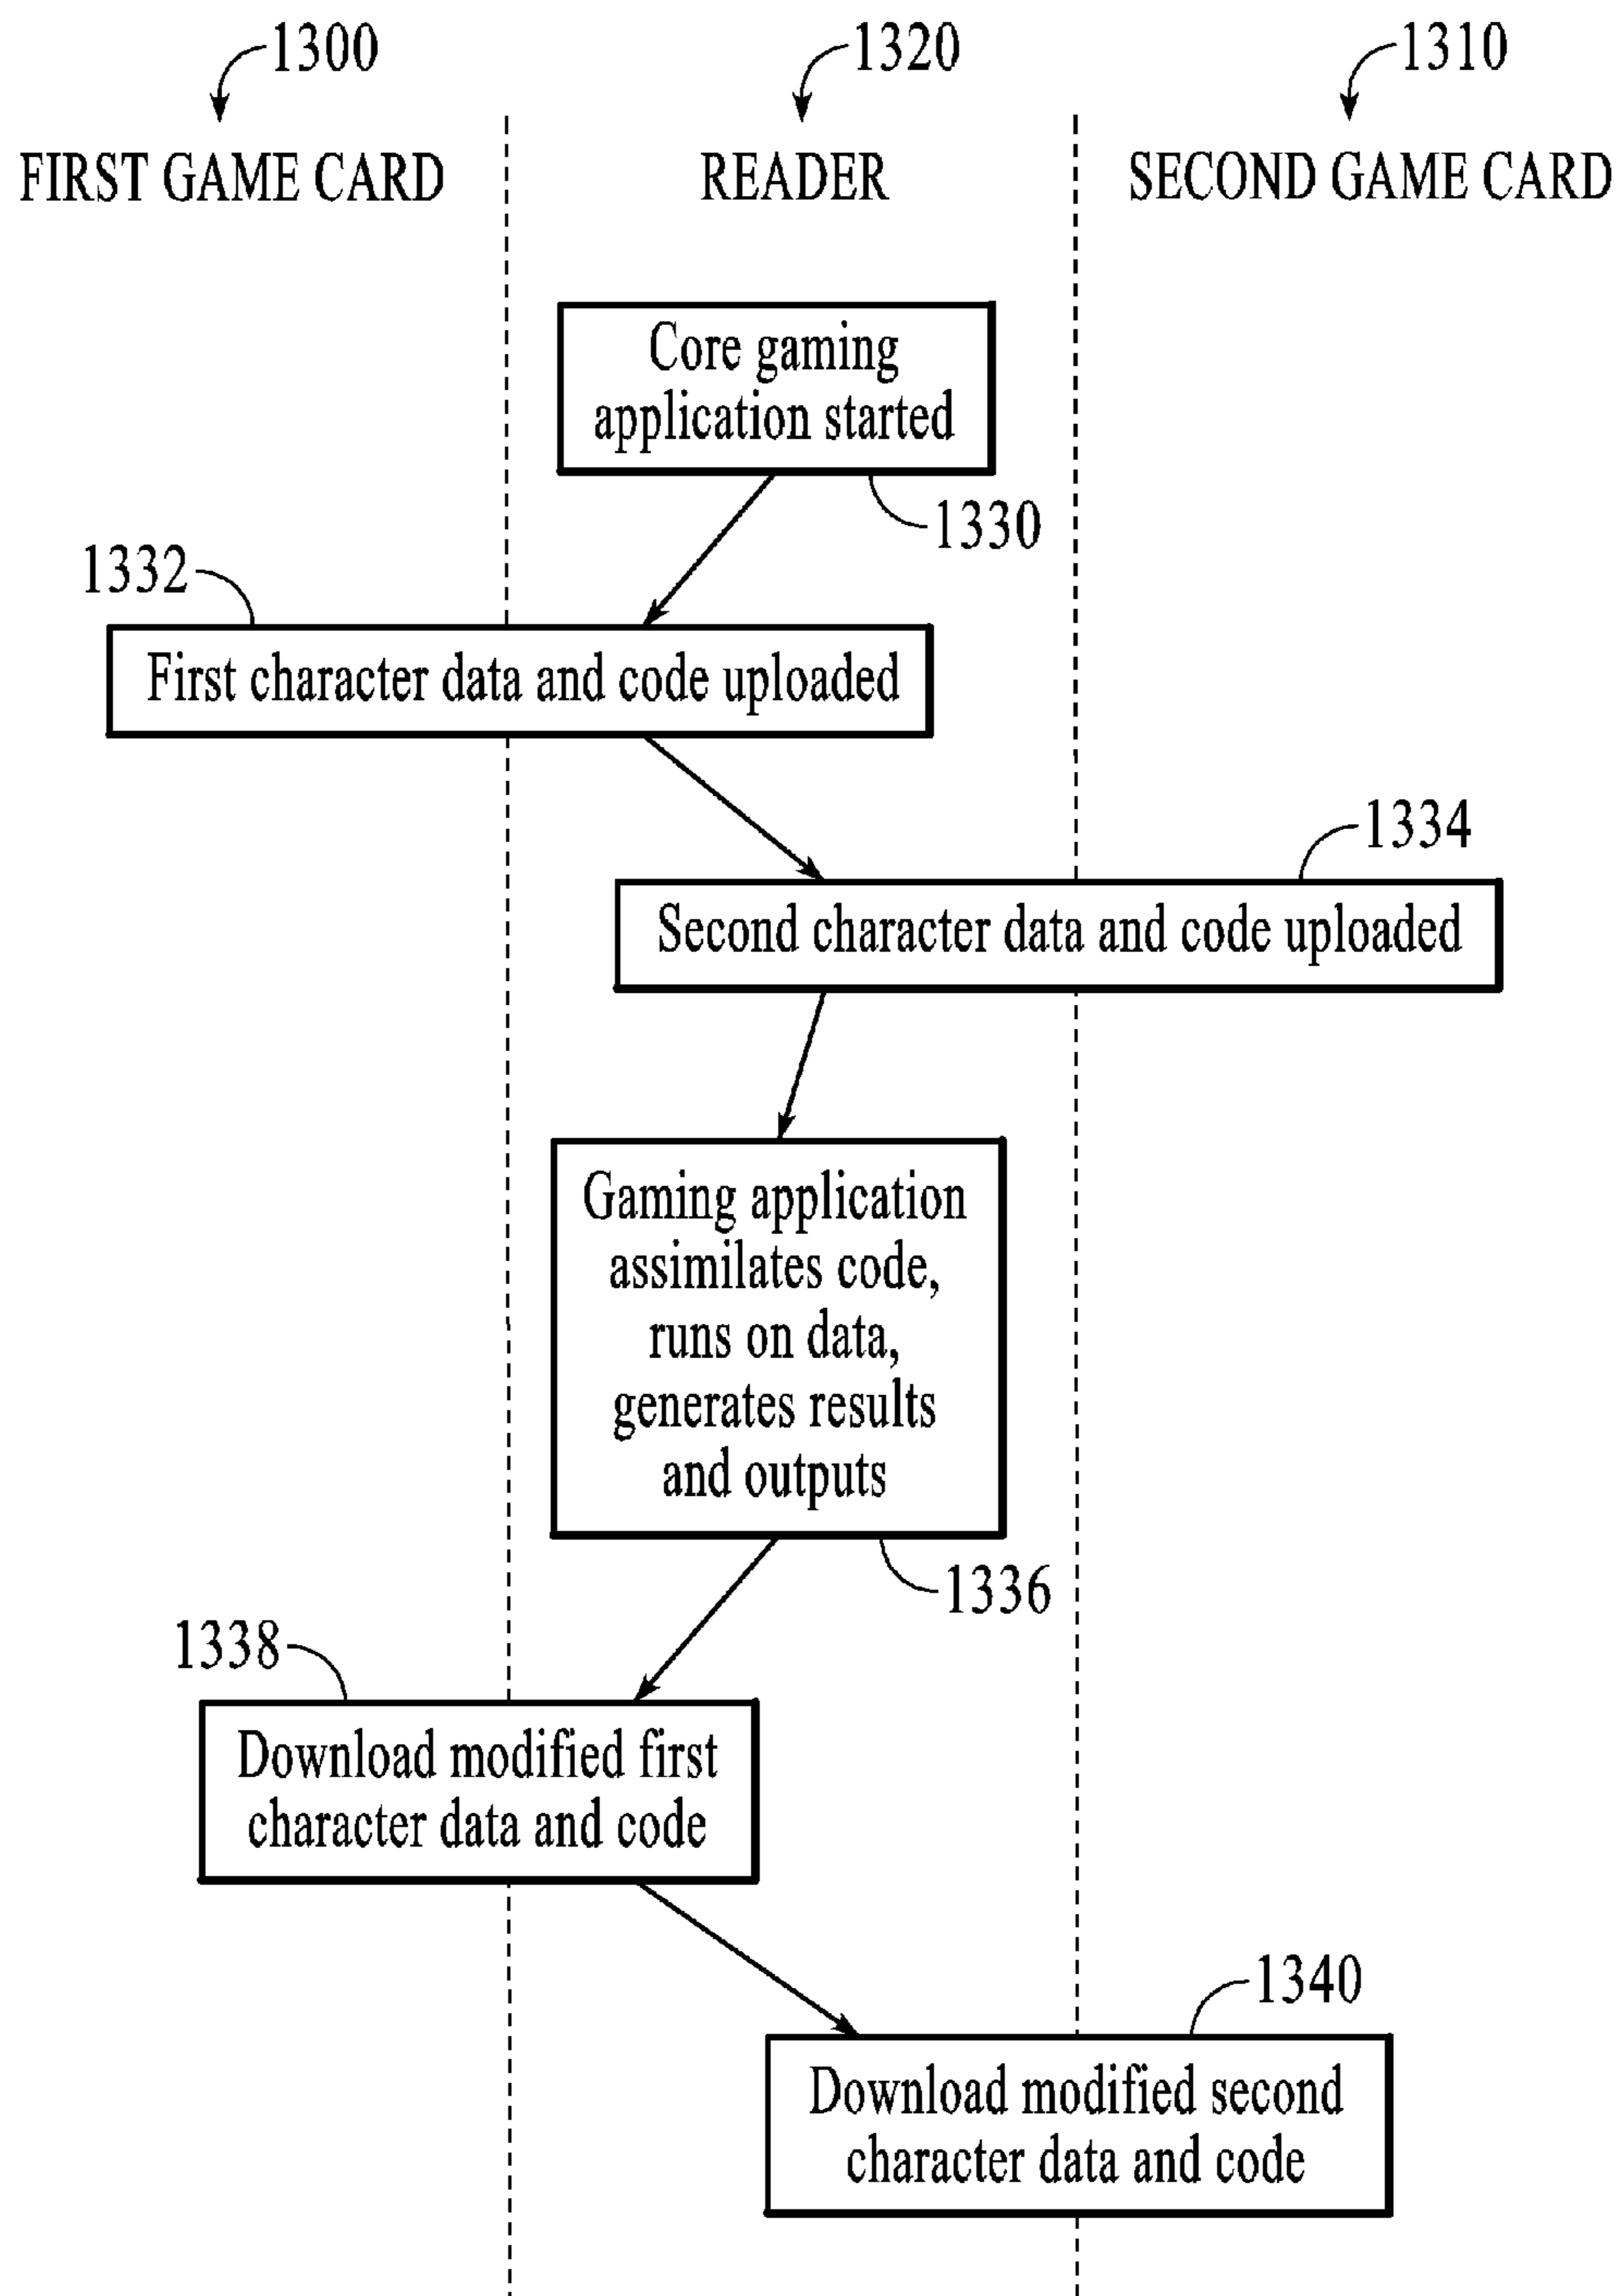 1300
1320
1310
FIRST GAME CARD
READER
SECOND GAME CARD
Core gaming
application started
1330
1332
First character data and code uploaded
1334
Second character data and code uploaded
Gaming application
assimilates code,
runs on data,
generates results
and outputs
1336
1338
Download modified first
character data and code
1340
Download modified second
character data and code